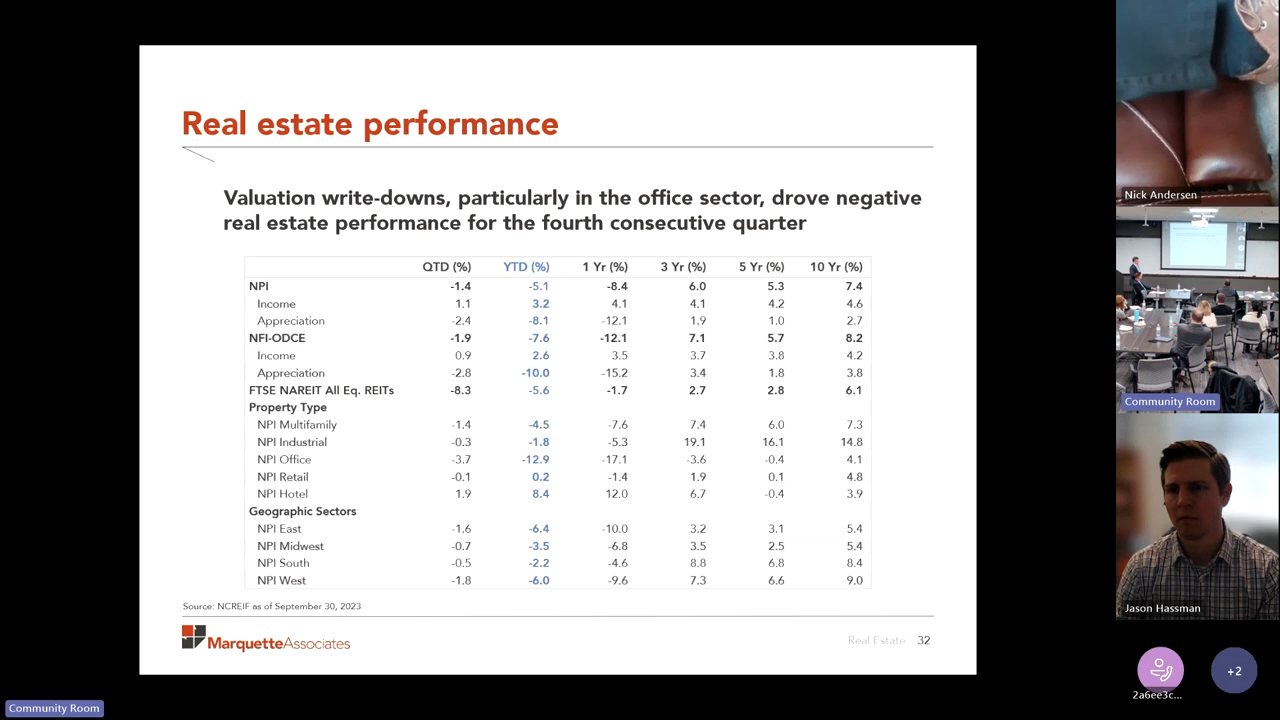 Real estate performance
Valuation write-downs, particularly in the office sector, drove negative
real estate performance for the fourth consecutive quarter
QTD (%) YTD (%) 1 Yr (%) 3 Yr (%) 5 Yr (%) 10 Yr (%)
NPI -1.4 -5.1 -8.4 6.0 5.3 7.4
Income 1.1 3.2 4.1 4.1 4.2 4.6
Appreciation -2.4 -8.1 -12.1 1.9 1.0 2.7
NFI-ODCE -1.9 -7.6 -12.1 7.1 5.7 8.2
Income 0.9 2.6 3.5 3.7 3.8 4.2
Appreciation -2.8 -10.0 -15.2 3.4 1.8 3.8
FTSE NAREIT All Eq. REITs -8.3 -5.6 -1.7 2.7 2.8 6.1
Property Type
NPI Multifamily -1.4 -4.5 -7.6 7.4 6.0 7.3
NPI Industrial -0.3 -1.8 -5.3 19.1 16.1 14.8
NPI Office -3.7 -12.9 -17.1 -3.6 -0.4 4.1
NPI Retail -0.1 0.2 -1.4 1.9 0.1 4.8
NPI Hotel 1.9 8.4 12.0 6.7 -0.4 3.9
Geographic Sectors
NPI East -1.6 -6.4 -10.0 3.2 3.1 5.4
NPI Midwest -0.7 -3.5 -6.8 3.5 2.5 5.4
NPI South -0.5 -2.2 -4.6 8.8 6.8 8.4
NPI West -1.8 -6.0 -9.6 7.3 6.6 9.0
Source: NCREIF as of September 30, 2023
MarquetteAssociates
Real Estate 32
Community Room
Nick Andersen
Community Room
Jason Hassman
2a6ee3c...
+2